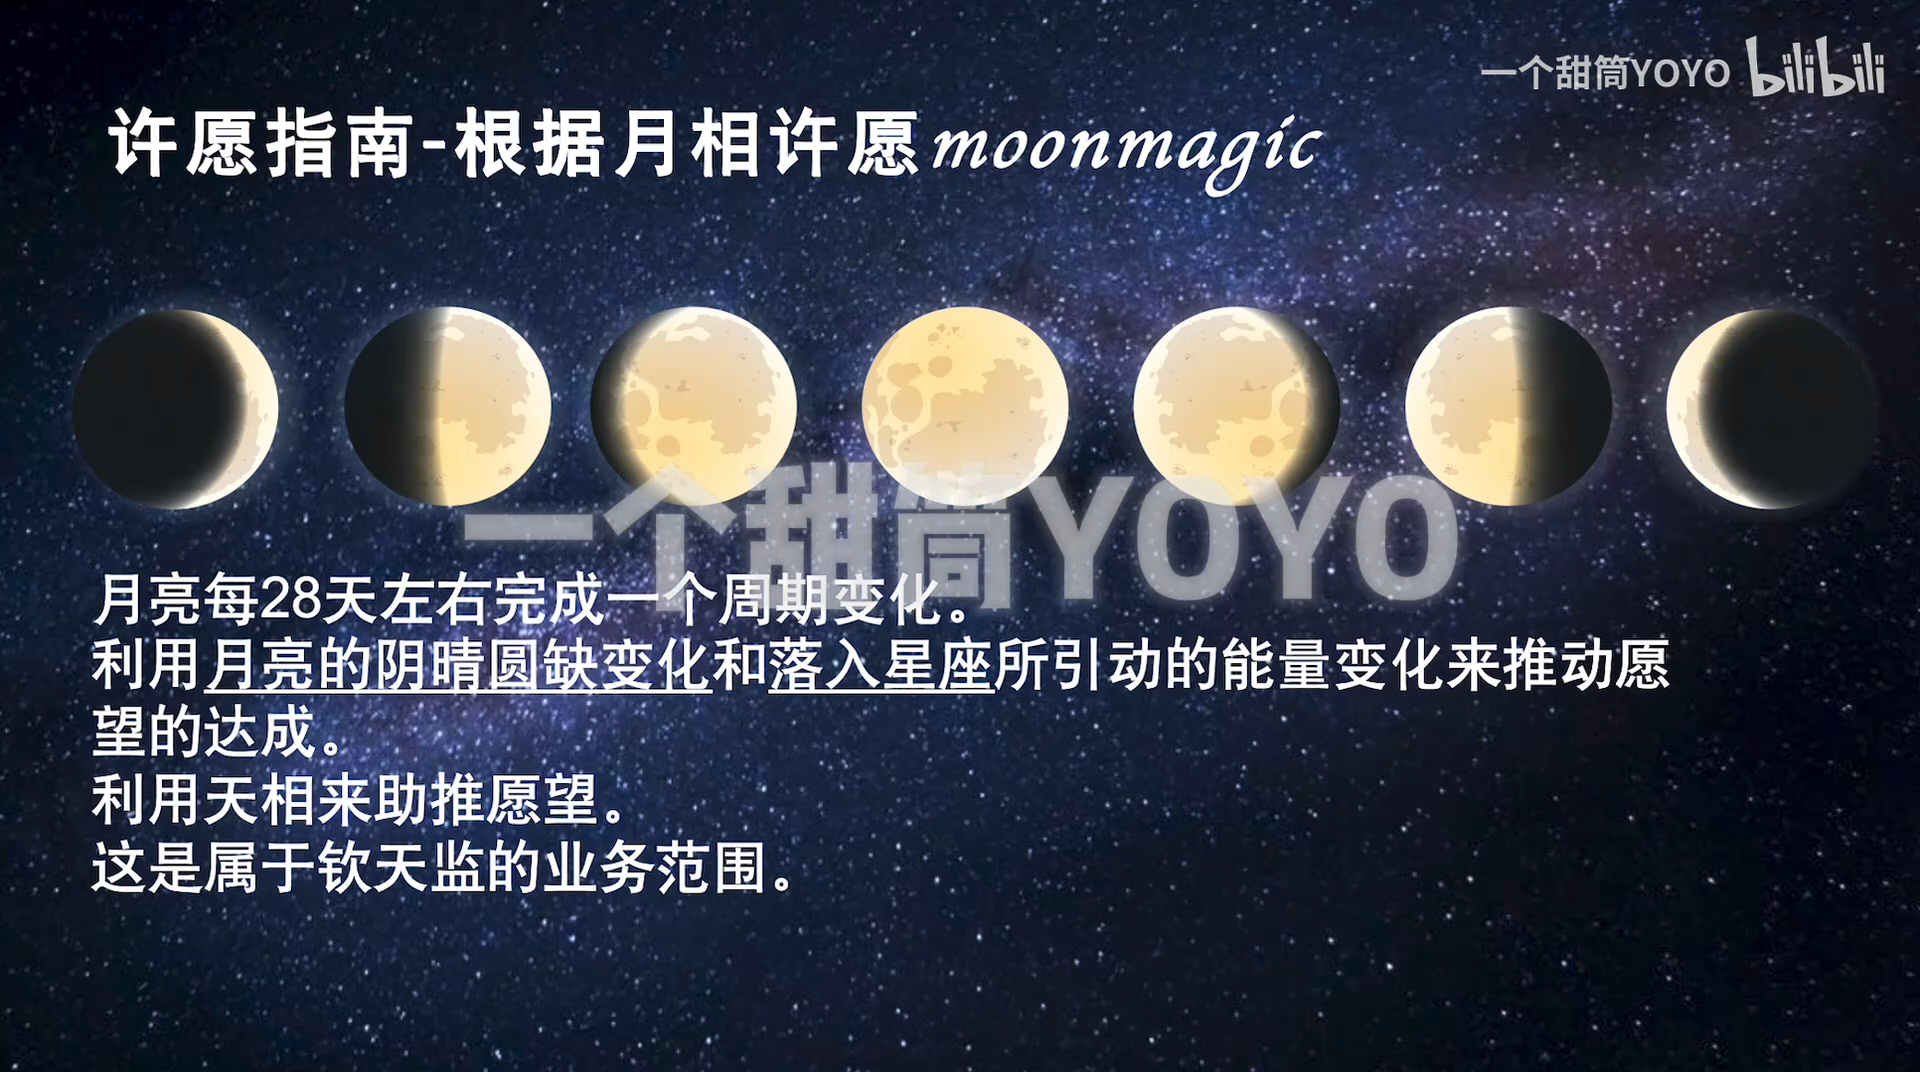 一个甜筒YOYO bilibili
许愿指南-根据月相许愿moonmagic
一个甜筒YOYO
月亮每28天左右完成一个周期变化。
利用月亮的阴晴圆缺变化和落入星座所引动的能量变化来推动愿
望的达成。
利用天相来助推愿望。
这是属于钦天监的业务范围。